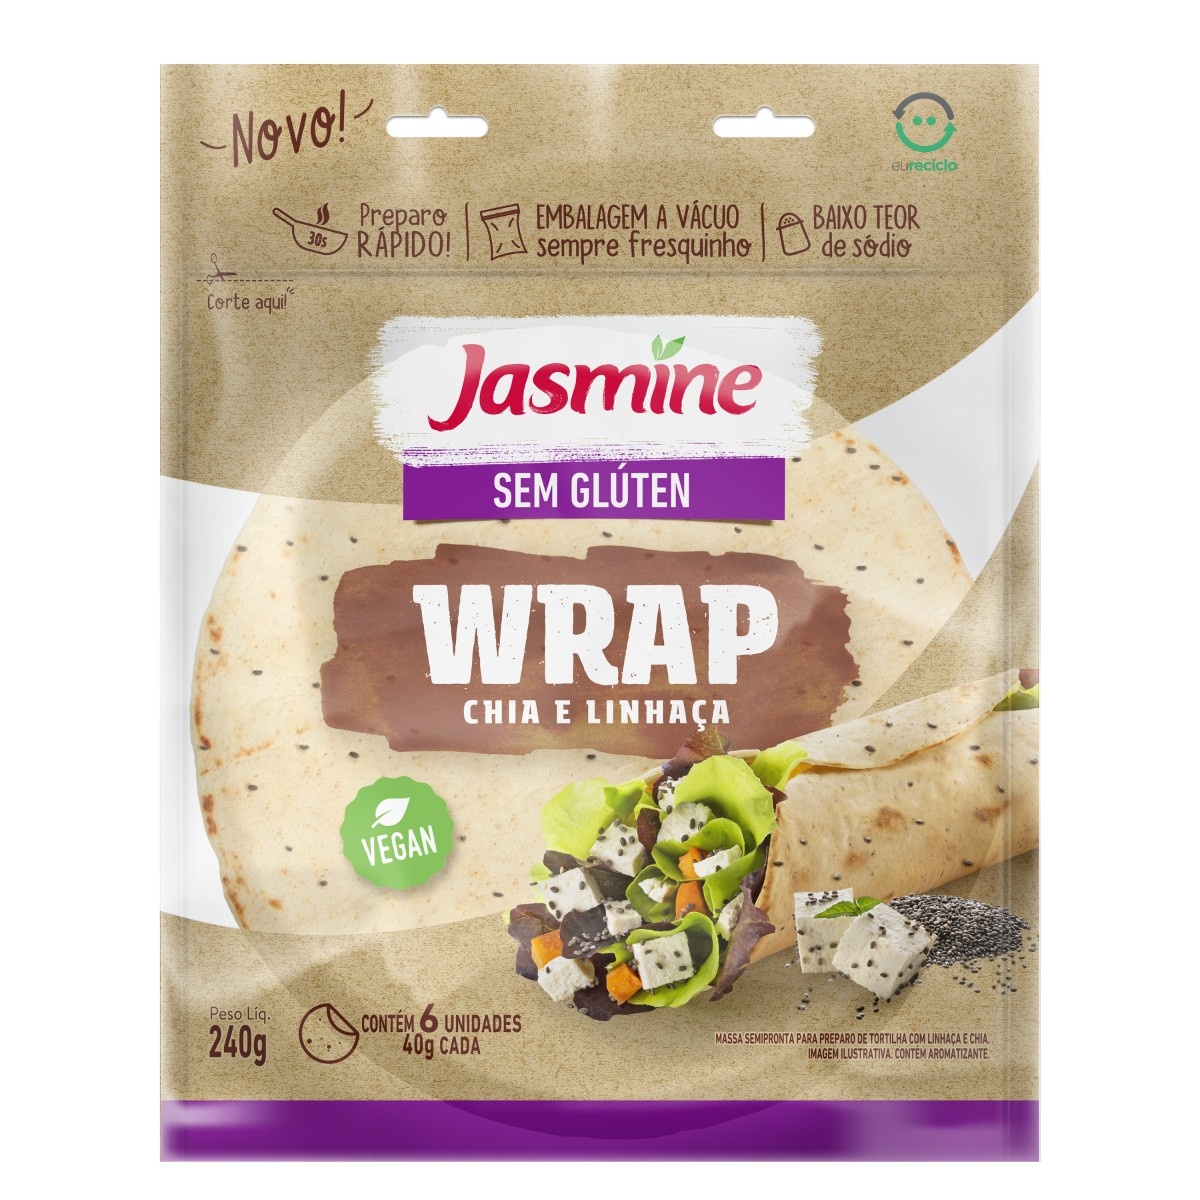 Novo!
eureciclo
30s
Preparo
RÁPIDO!
EMBALAGEM A VÁCUO
sempre fresquinho
BAIXO TEOR
de sódio
Corte aqui!
Jasmine
SEM GLÚTEN
WRAP
CHIA E LINHAÇA
VEGAN
Peso Líq.
240g
CONTÉM 6 UNIDADES
40g CADA
MASSA SEMIPRONTA PARA PREPARO DE TORTILHA COM LINHAÇA E CHIA.
IMAGEM ILUSTRATIVA. CONTÉM AROMATIZANTE.